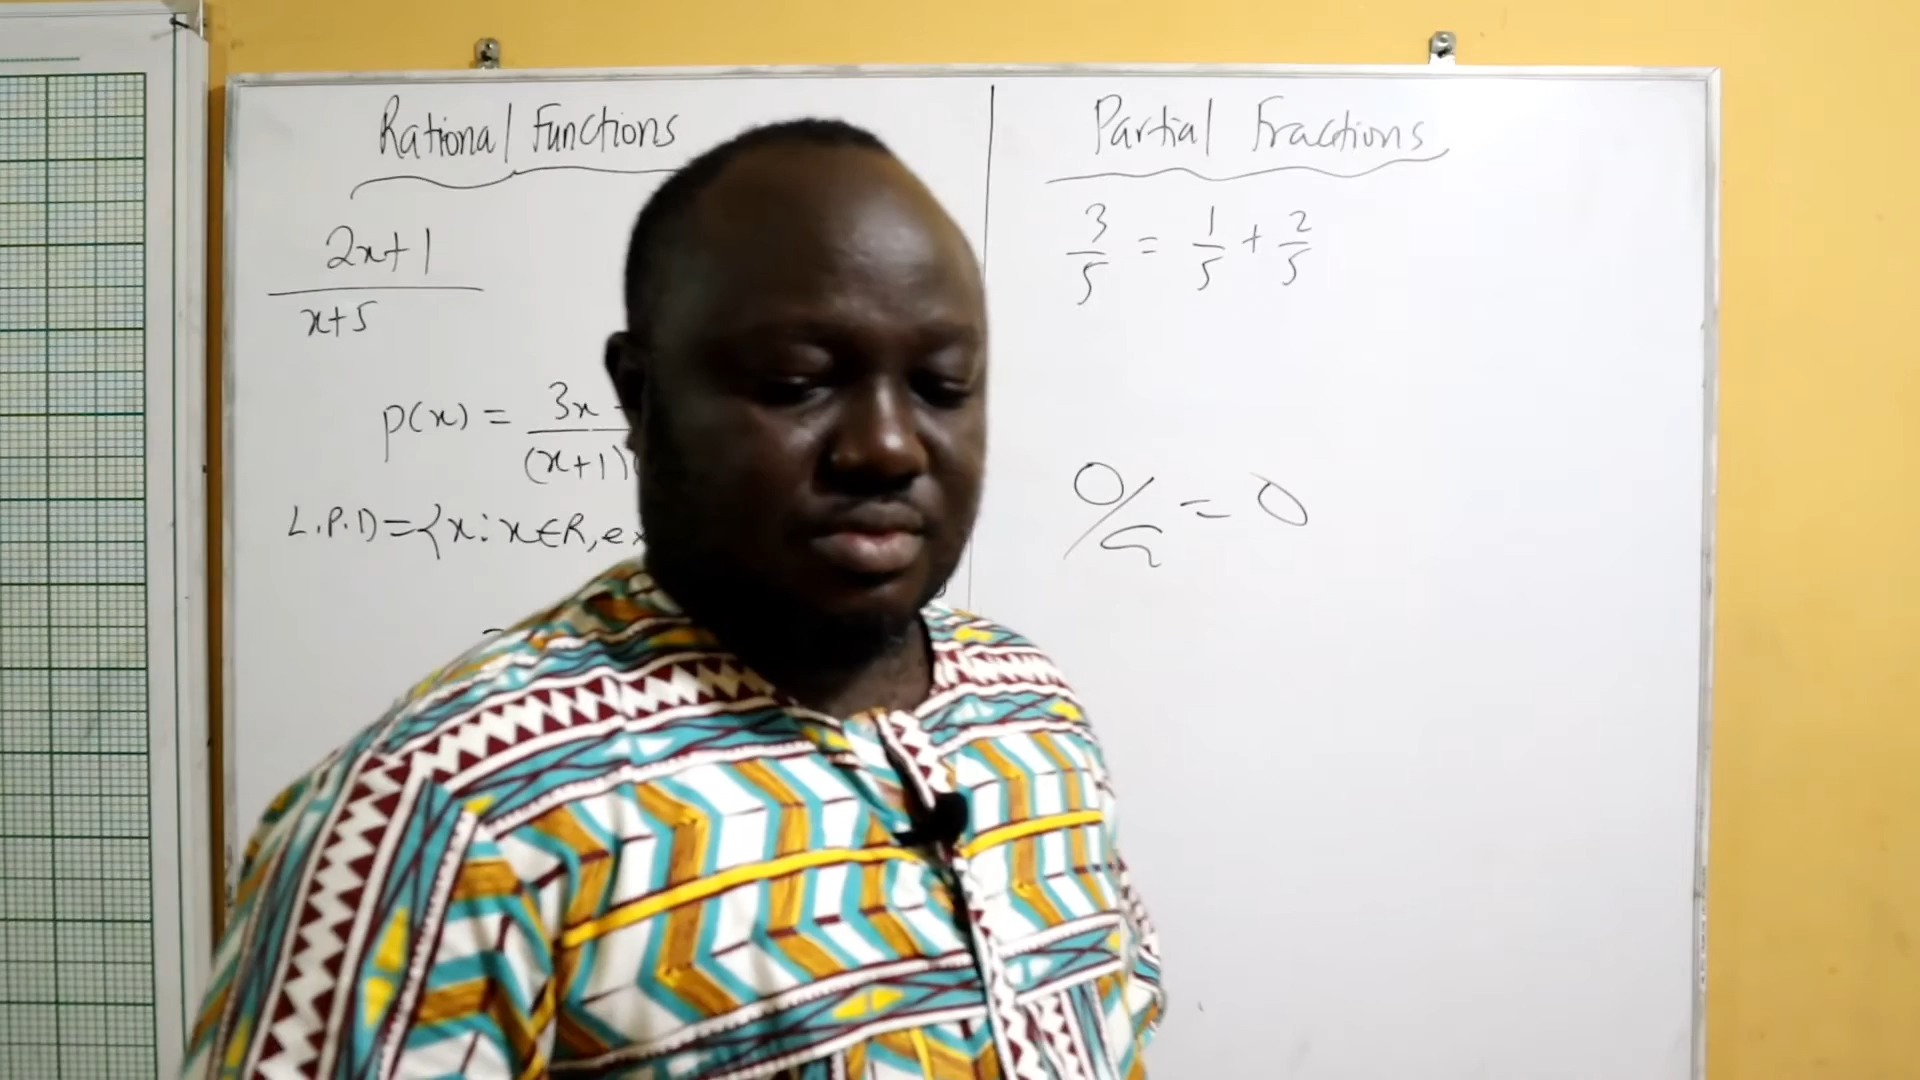 Rational Functions
2x+1
x+5
p(x) = 3x
(x+1)
L.P.D={x:x∈R,ex
Partial Fractions
3/5 = 1/5 + 2/5
0/a = 0